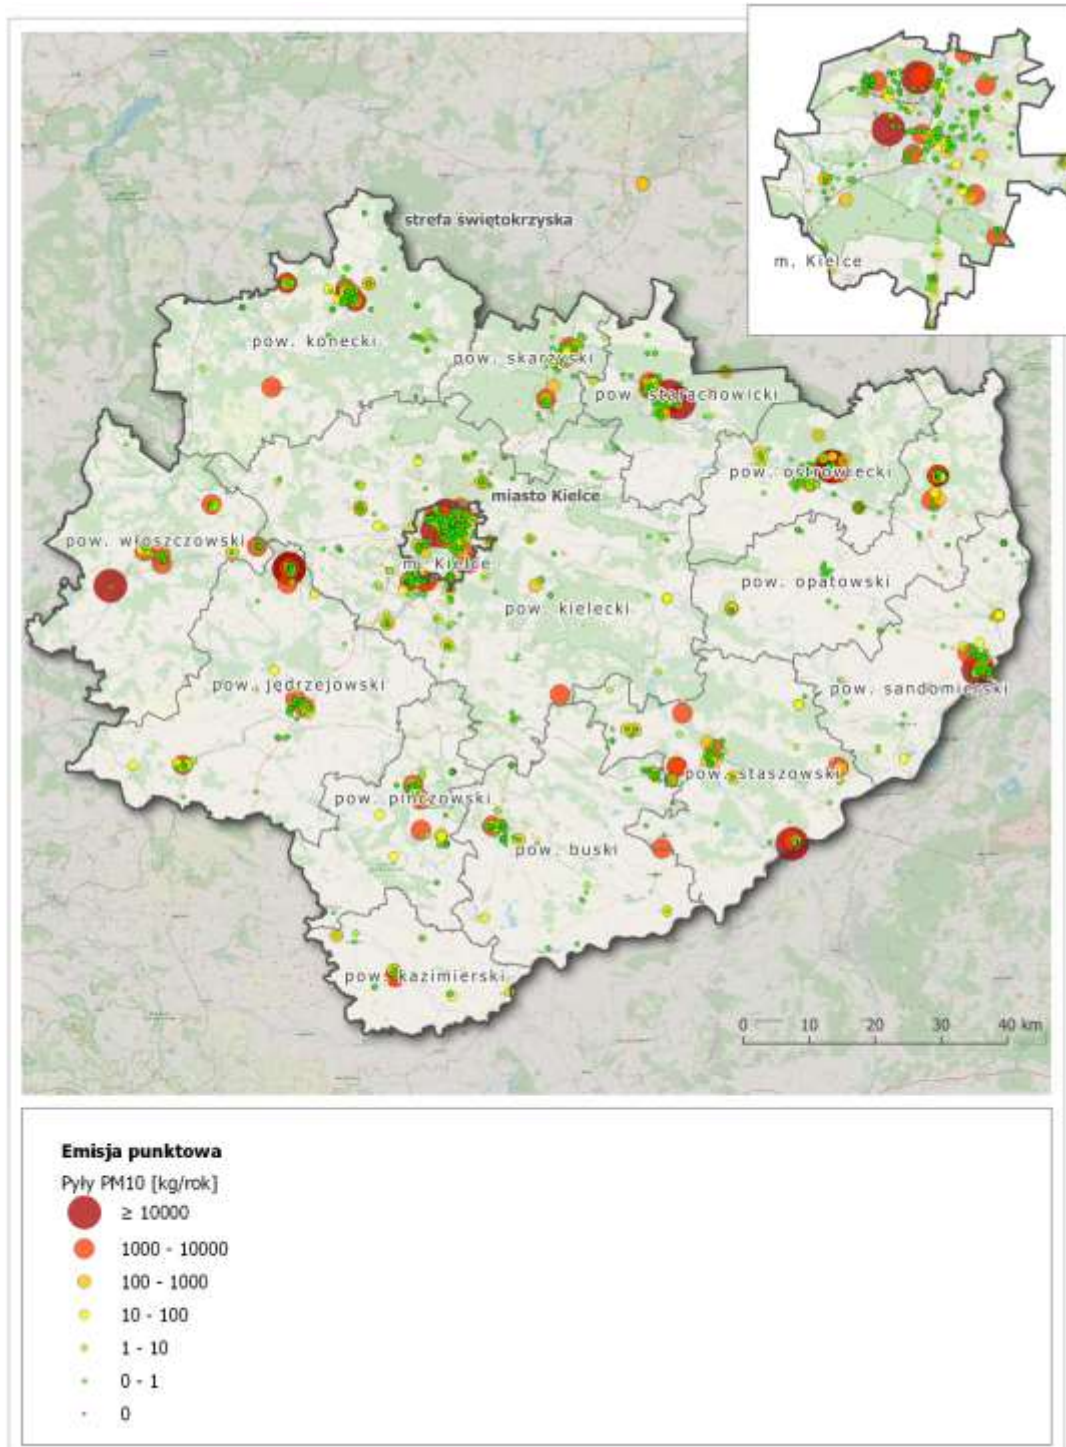 strefa świętokrzyska
m. Kielce
pow. konecki
pow. skarżyski
pow. starachowicki
pow. ostrowiecki
miasto Kielce
pow. włoszczowski
m. Kielce
pow. opatowski
pow. kielecki
pow. jędrzejowski
pow. sandomierski
pow. staszowski
pow. pińczowski
pow. buski
pow. kazimierski
0 10 20 30 40 km
Emisja punktowa
Pyły PM10 [kg/rok]
≥ 10000
1000 - 10000
100 - 1000
10 - 100
1 - 10
0 - 1
0